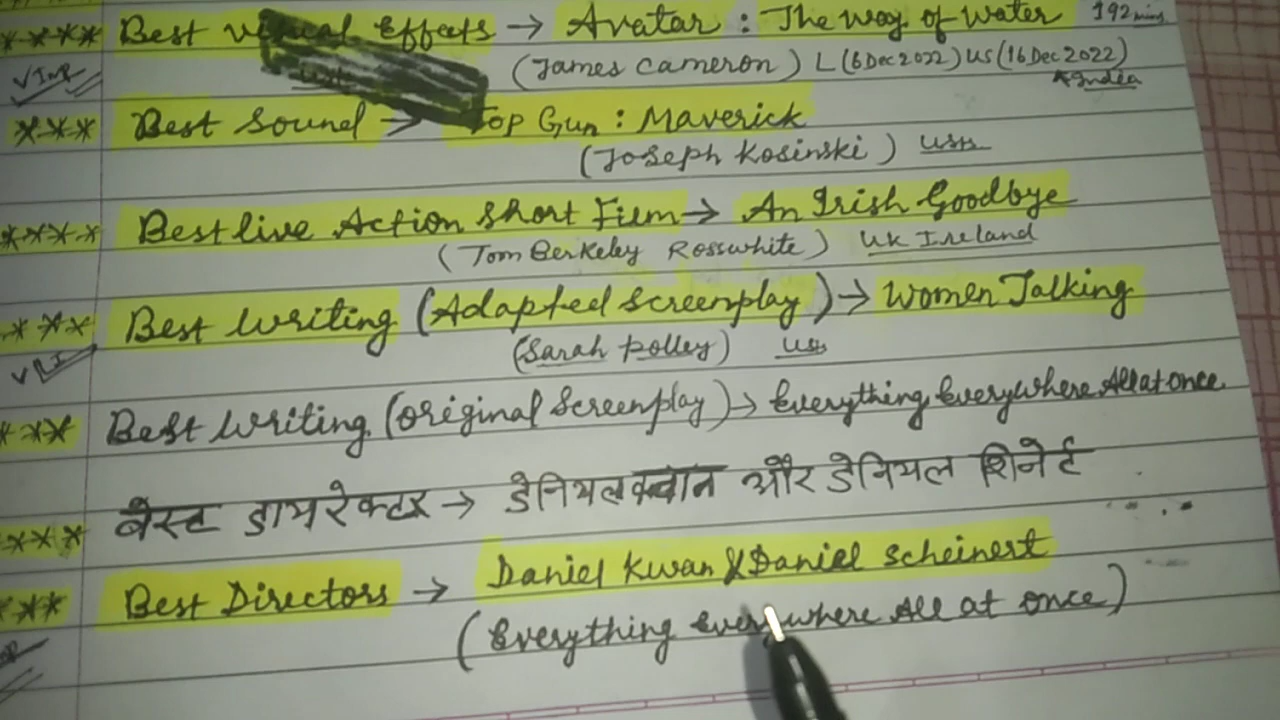 **** Best visual Effects → Avatar : The way of Water 192 mins
√Imp (James Cameron) L (6 Dec 2022) US (16 Dec 2022)
India
*** Best Sound → Top Gun : Maverick
(Joseph Kosinski) USA
**** Best live Action Short Film → An Irish Goodbye
(Tom Berkeley Rosswhite) UK Ireland
*** Best Writing (Adapted Screenplay) → Women Talking
(Sarah Polley) US
*** Best Writing (Original Screenplay) → Everything Everywhere All at once
*** बेस्ट डायरेक्टर → डेनियल क्वान और डेनियल शिनेर्ट
** Best Directors → Daniel Kwan & Daniel Scheinert
(Everything Everywhere All at once)